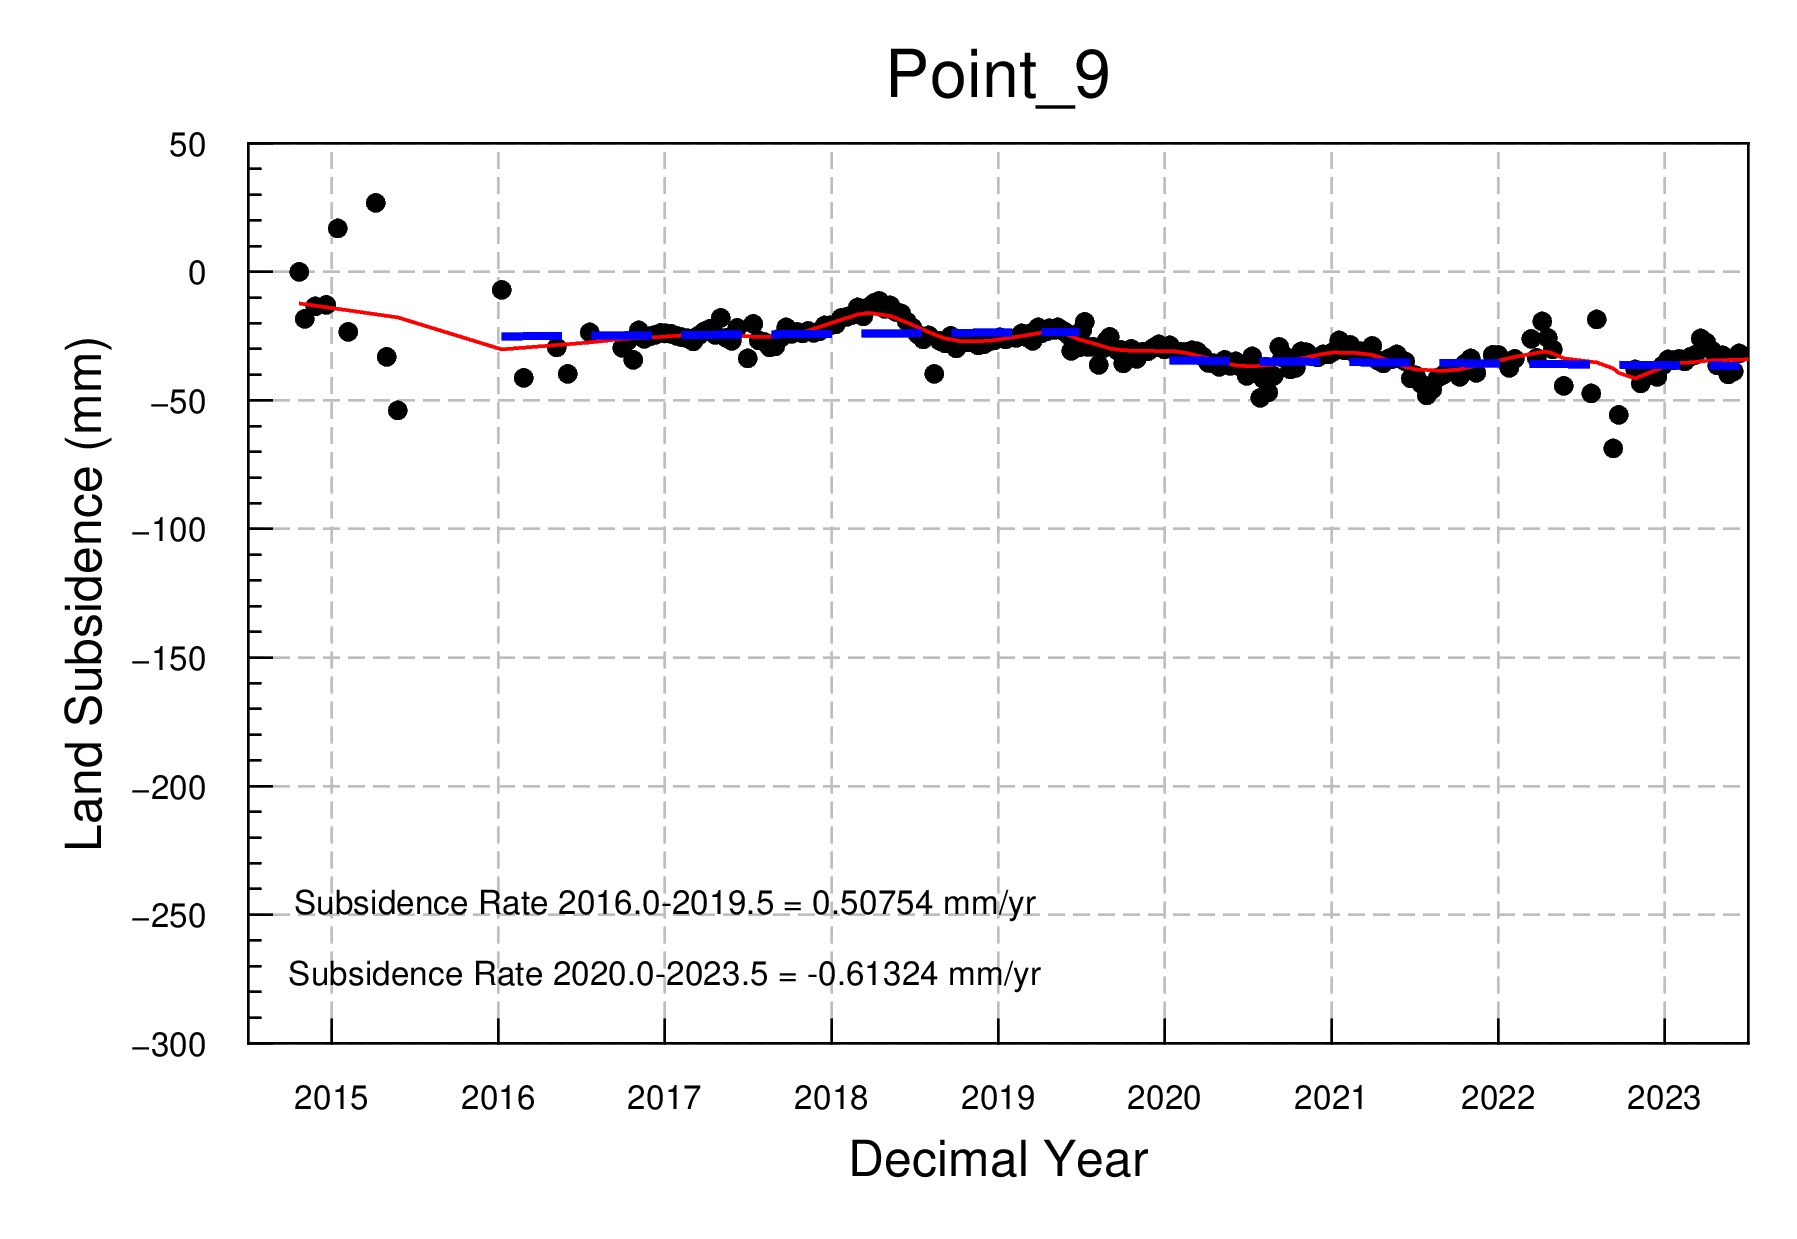 Point_9
50
0
−50
−100
−150
−200
−250
−300
Land Subsidence (mm)
Subsidence Rate 2016.0-2019.5 = 0.50754 mm/yr
Subsidence Rate 2020.0-2023.5 = -0.61324 mm/yr
2015 2016 2017 2018 2019 2020 2021 2022 2023
Decimal Year